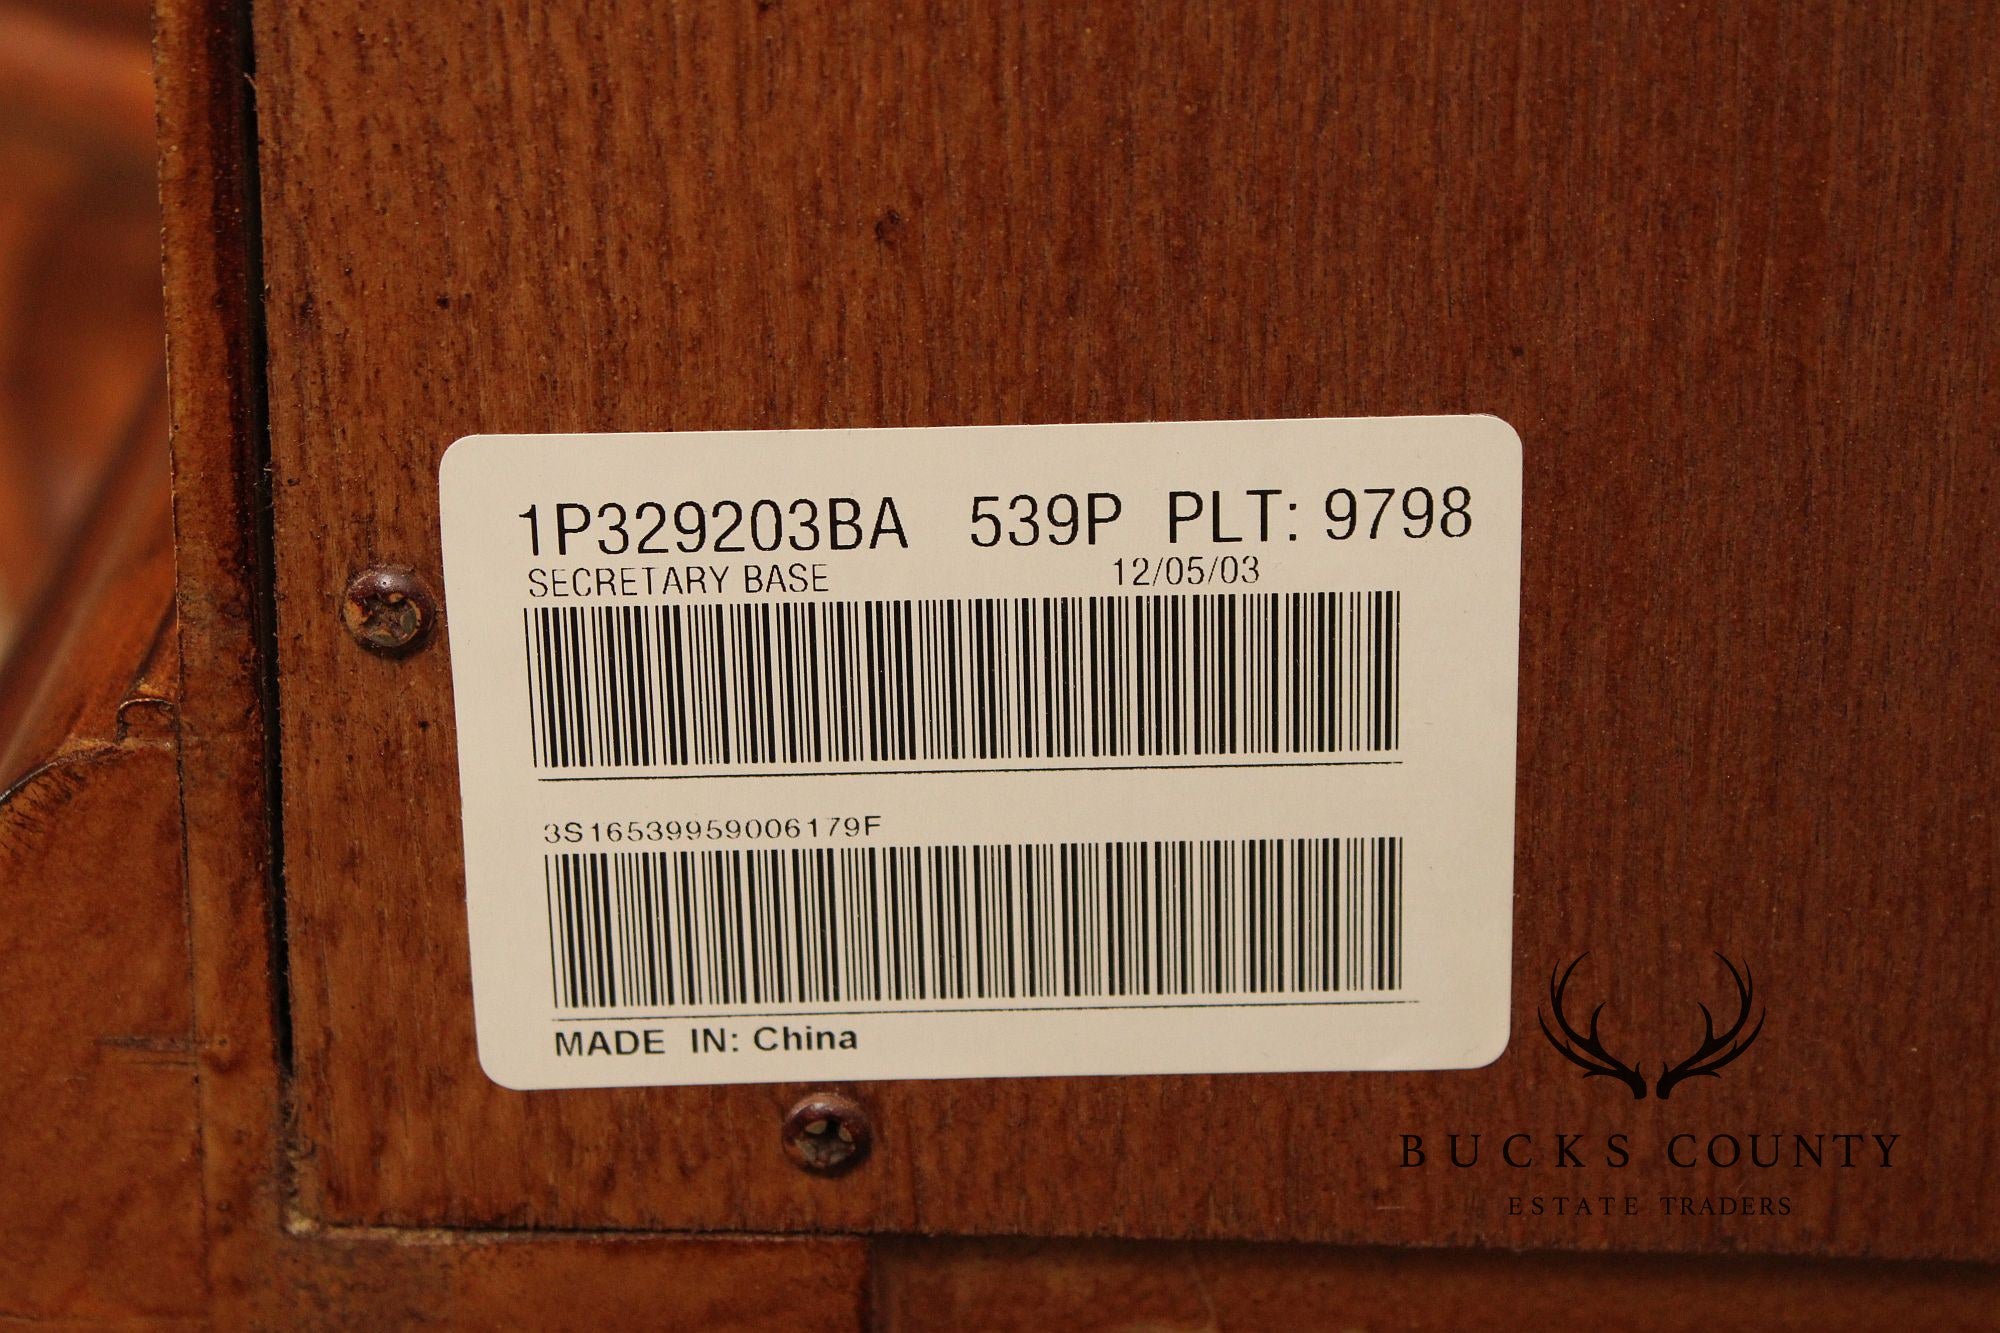 1P329203BA 539P PLT: 9798
SECRETARY BASE 12/05/03
3S16539959006179F
MADE IN: China
BUCKS COUNTY
ESTATE TRADERS